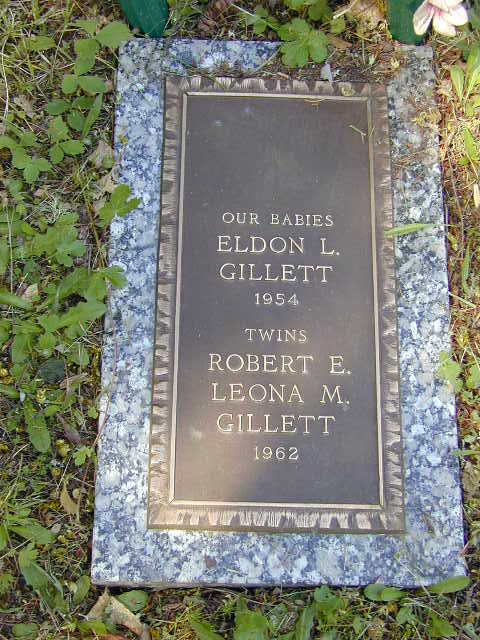 OUR BABIES
ELDON L.
GILLETT
1954
TWINS
ROBERT E.
LEONA M.
GILLETT
1962